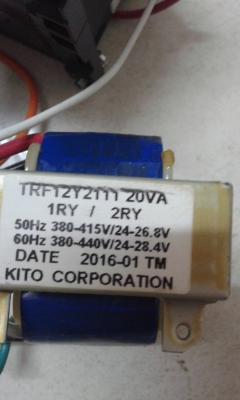 TRF12Y2111 20VA
1RY / 2RY
50Hz 380-415V/24-26.8V
60Hz 380-440V/24-28.4V
DATE 2016-01 TM
KITO CORPORATION